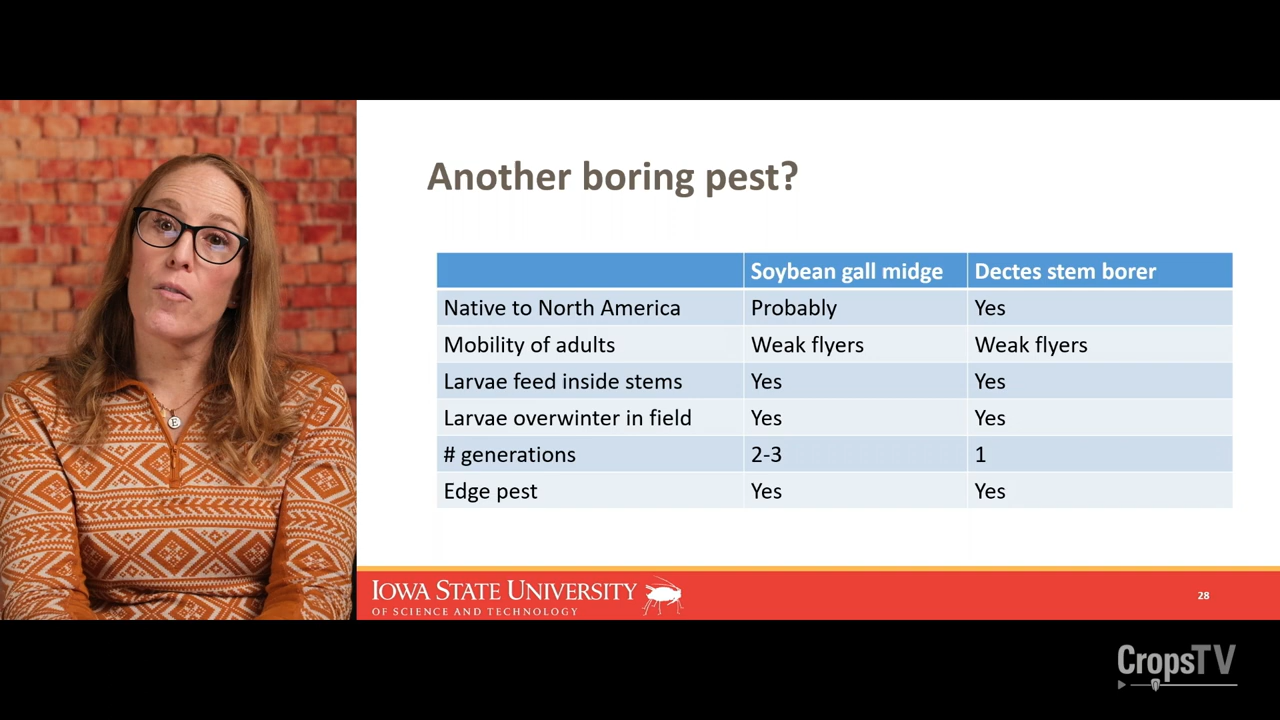 Another boring pest?
Soybean gall midge Dectes stem borer
Native to North America Probably Yes
Mobility of adults Weak flyers Weak flyers
Larvae feed inside stems Yes Yes
Larvae overwinter in field Yes Yes
# generations 2-3 1
Edge pest Yes Yes
E
IOWA STATE UNIVERSITY
OF SCIENCE AND TECHNOLOGY
28
CropsTV